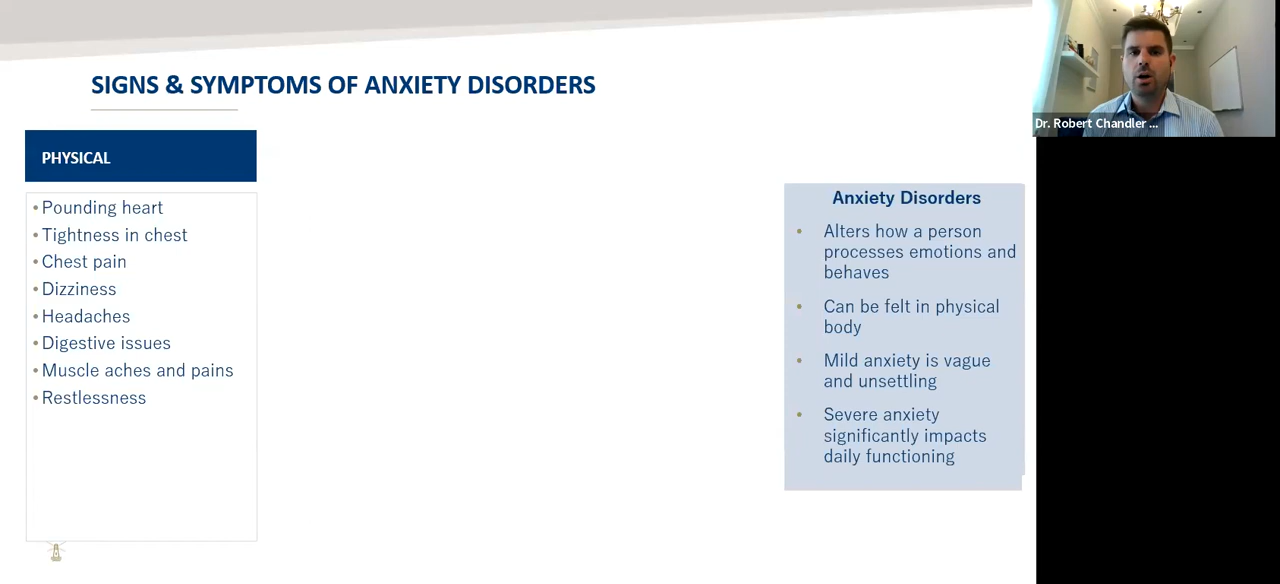 SIGNS & SYMPTOMS OF ANXIETY DISORDERS
PHYSICAL
• Pounding heart
• Tightness in chest
• Chest pain
• Dizziness
• Headaches
• Digestive issues
• Muscle aches and pains
• Restlessness
Anxiety Disorders
• Alters how a person
processes emotions and
behaves
• Can be felt in physical
body
• Mild anxiety is vague
and unsettling
• Severe anxiety
significantly impacts
daily functioning
Dr. Robert Chandler ...